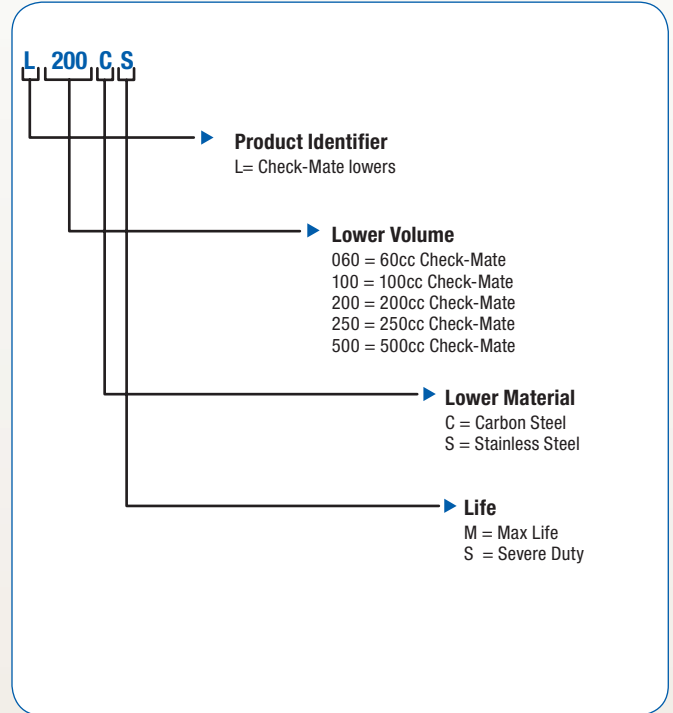 L 200 C S
Product Identifier
L= Check-Mate lowers
Lower Volume
060 = 60cc Check-Mate
100 = 100cc Check-Mate
200 = 200cc Check-Mate
250 = 250cc Check-Mate
500 = 500cc Check-Mate
Lower Material
C = Carbon Steel
S = Stainless Steel
Life
M = Max Life
S = Severe Duty